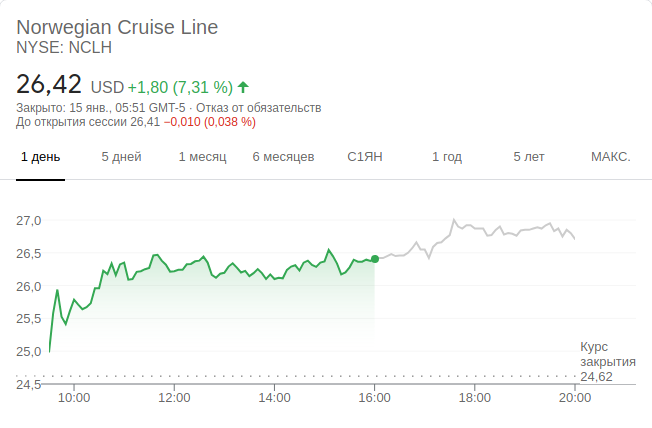 Norwegian Cruise Line
NYSE: NCLH
26,42 USD +1,80 (7,31 %)
Закрыто: 15 янв., 05:51 GMT-5 · Отказ от обязательств
До открытия сессии 26,41 −0,010 (0,038 %)
1 день 5 дней 1 месяц 6 месяцев С1ЯН 1 год 5 лет МАКС.
27,0
26,5
26,0
25,5
25,0
24,5
Курс
закрытия
24,62
10:00 12:00 14:00 16:00 18:00 20:00